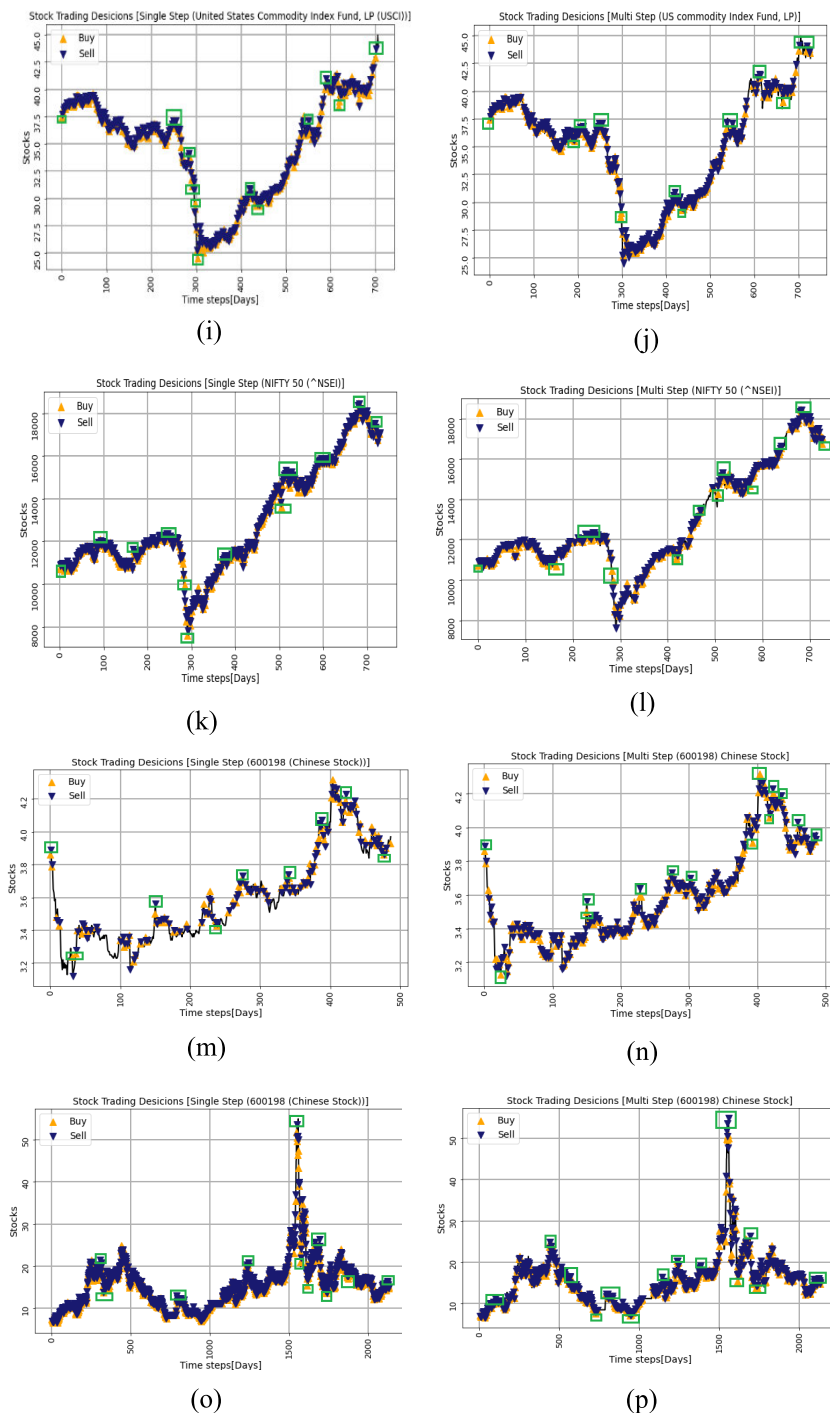 Stock Trading Desicions [Single Step (United States Commodity Index Fund, LP (USCI))]
Buy
Sell
45.0
42.5
40.0
37.5
35.0
32.5
30.0
27.5
25.0
Stocks
0 100 200 300 400 500 600 700
Time steps[Days]
(i)
Stock Trading Desicions [Multi Step (US commodity Index Fund, LP)]
Buy
Sell
45.0
42.5
40.0
37.5
35.0
32.5
30.0
27.5
25.0
Stocks
0 100 200 300 400 500 600 700
Time steps[Days]
(j)
Stock Trading Desicions [Single Step (NIFTY 50 (^NSEI)]
Buy
Sell
18000
16000
14000
12000
10000
8000
Stocks
0 100 200 300 400 500 600 700
Time steps[Days]
(k)
Stock Trading Desicions [Multi Step (NIFTY 50 (^NSEI)]
Buy
Sell
18000
16000
14000
12000
10000
8000
Stocks
0 100 200 300 400 500 600 700
Time steps[Days]
(l)
Stock Trading Desicions [Single Step (600198 (Chinese Stock))]
Buy
Sell
4.2
4.0
3.8
3.6
3.4
3.2
Stocks
0 100 200 300 400 500
Time steps[Days]
(m)
Stock Trading Desicions [Multi Step (600198) Chinese Stock]
Buy
Sell
4.2
4.0
3.8
3.6
3.4
3.2
Stocks
0 100 200 300 400 500
Time steps[Days]
(n)
Stock Trading Desicions [Single Step (600198 (Chinese Stock))]
Buy
Sell
50
40
30
20
10
Stocks
0 500 1000 1500 2000
Time steps[Days]
(o)
Stock Trading Desicions [Multi Step (600198) Chinese Stock]
Buy
Sell
50
40
30
20
10
Stocks
0 500 1000 1500 2000
Time steps[Days]
(p)